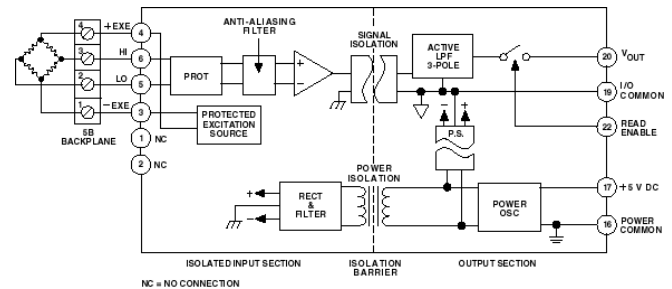 ANTI-ALIASING
FILTER
SIGNAL
ISOLATION
ACTIVE
LPF
3-POLE
4
+EXE
4
3
HI
6
PROT
2
LO
5
+
−
20
VOUT
19
I/O
COMMON
1
−EXE
3
PROTECTED
EXCITATION
SOURCE
5B
BACKPLANE
1
NC
−
+
P.S.
22
READ
ENABLE
2
NC
POWER
ISOLATION
+
−
RECT
&
FILTER
POWER
OSC
17
+5 V DC
16
POWER
COMMON
ISOLATED INPUT SECTION
ISOLATION
BARRIER
OUTPUT SECTION
NC = NO CONNECTION